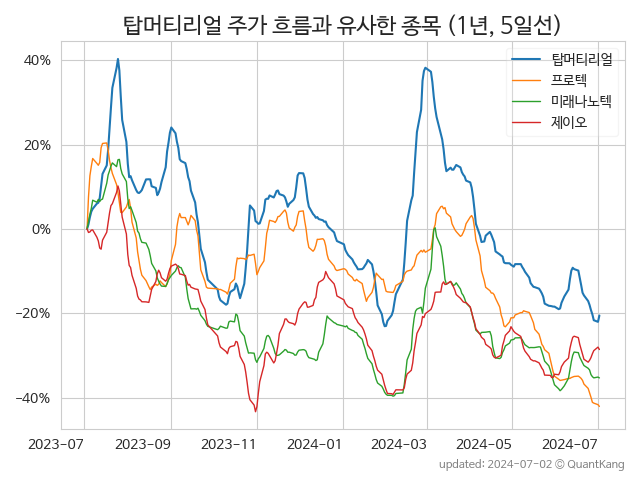 탑머티리얼 주가 흐름과 유사한 종목 (1년, 5일선)
탑머티리얼
프로텍
미래나노텍
제이오
40%
20%
0%
−20%
−40%
2023-07 2023-09 2023-11 2024-01 2024-03 2024-05 2024-07
updated: 2024-07-02 © QuantKang